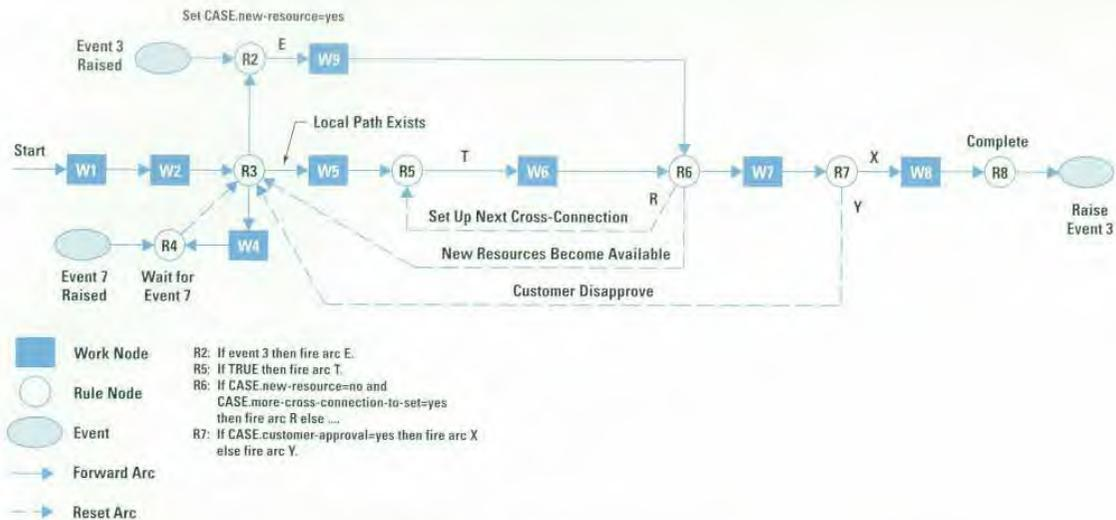 Set CASE.new-resource=yes
Event 3
Raised
R2
E
W9
Local Path Exists
Start
W1
W2
R3
W5
R5
T
W6
R6
W7
R7
X
W8
Complete
R8
R
Y
Raise
Event 3
Set Up Next Cross-Connection
R4
W4
New Resources Become Available
Event 7
Raised
Wait for
Event 7
Customer Disapprove
Work Node
Rule Node
Event
Forward Arc
Reset Arc
R2: If event 3 then fire arc E.
R5: If TRUE then fire arc T.
R6: If CASE.new-resource=no and
CASE.more-cross-connection-to-set=yes
then fire arc R else ....
R7: If CASE.customer-approval=yes then fire arc X
else fire arc Y.